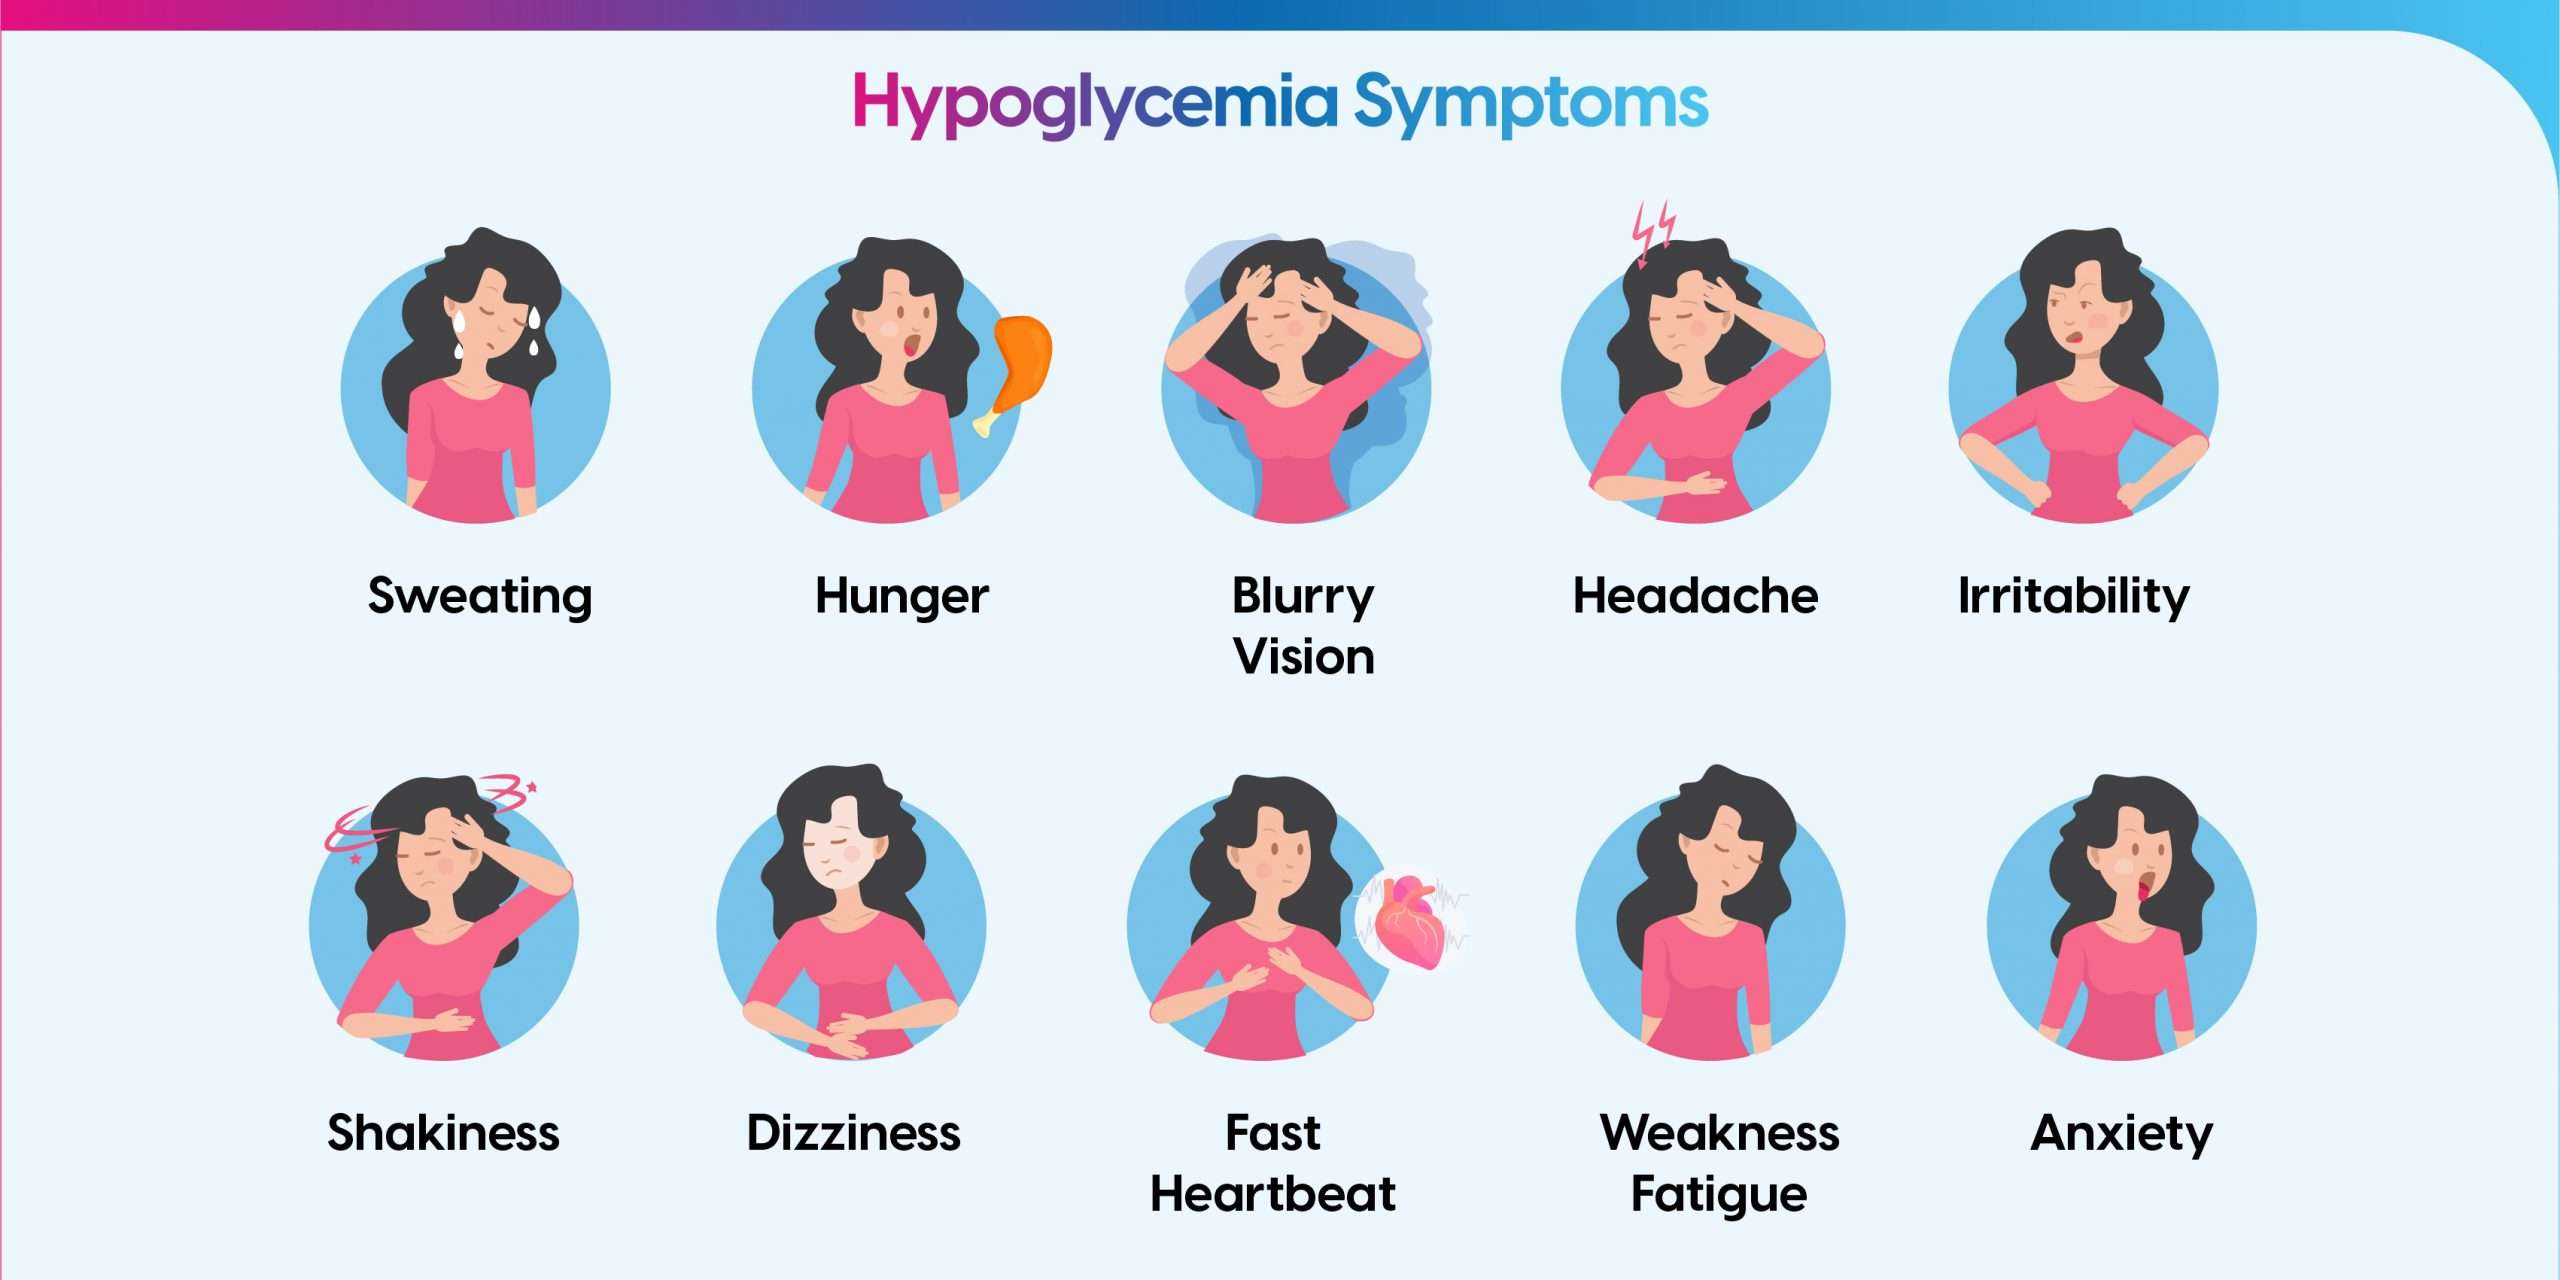 Hypoglycemia Symptoms
Sweating
Hunger
Blurry
Vision
Headache
Irritability
Shakiness
Dizziness
Fast
Heartbeat
Weakness
Fatigue
Anxiety